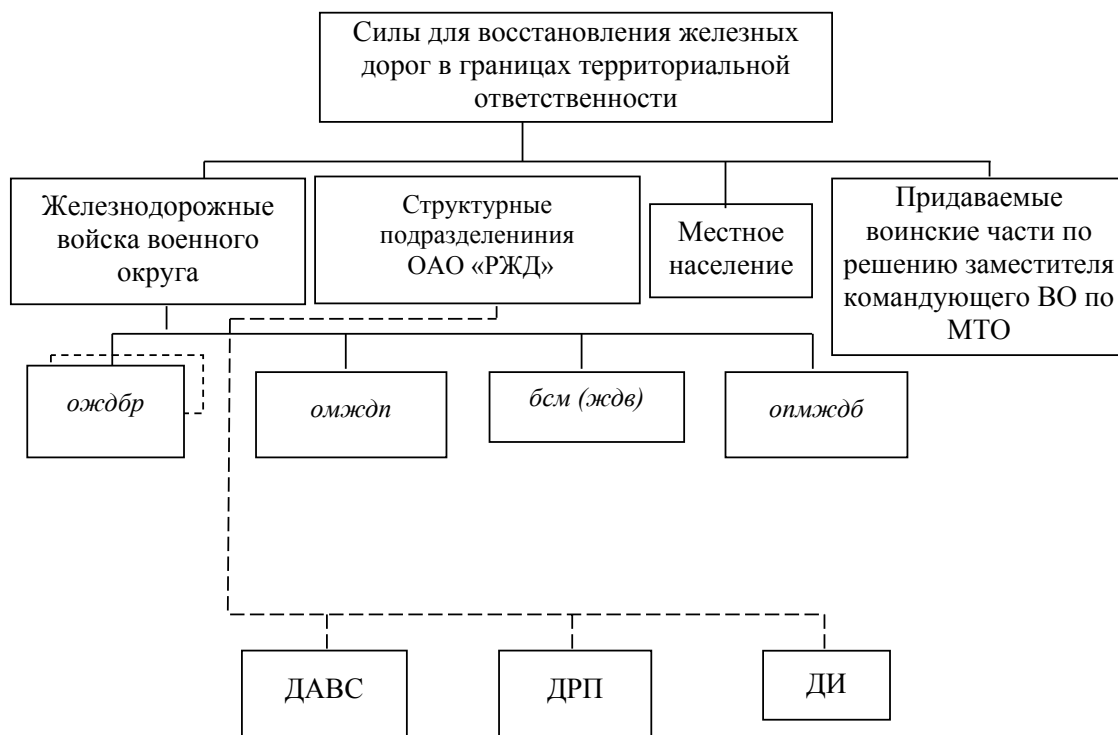 Силы для восстановления железных
дорог в границах территориальной
ответственности
Железнодорожные
войска военного
округа
Структурные
подразделениния
ОАО «РЖД»
Местное
население
Придаваемые
воинские части по
решению заместителя
командующего ВО по
МТО
ождбр
омждп
бсм (ждв)
опмждб
ДАВС
ДРП
ДИ